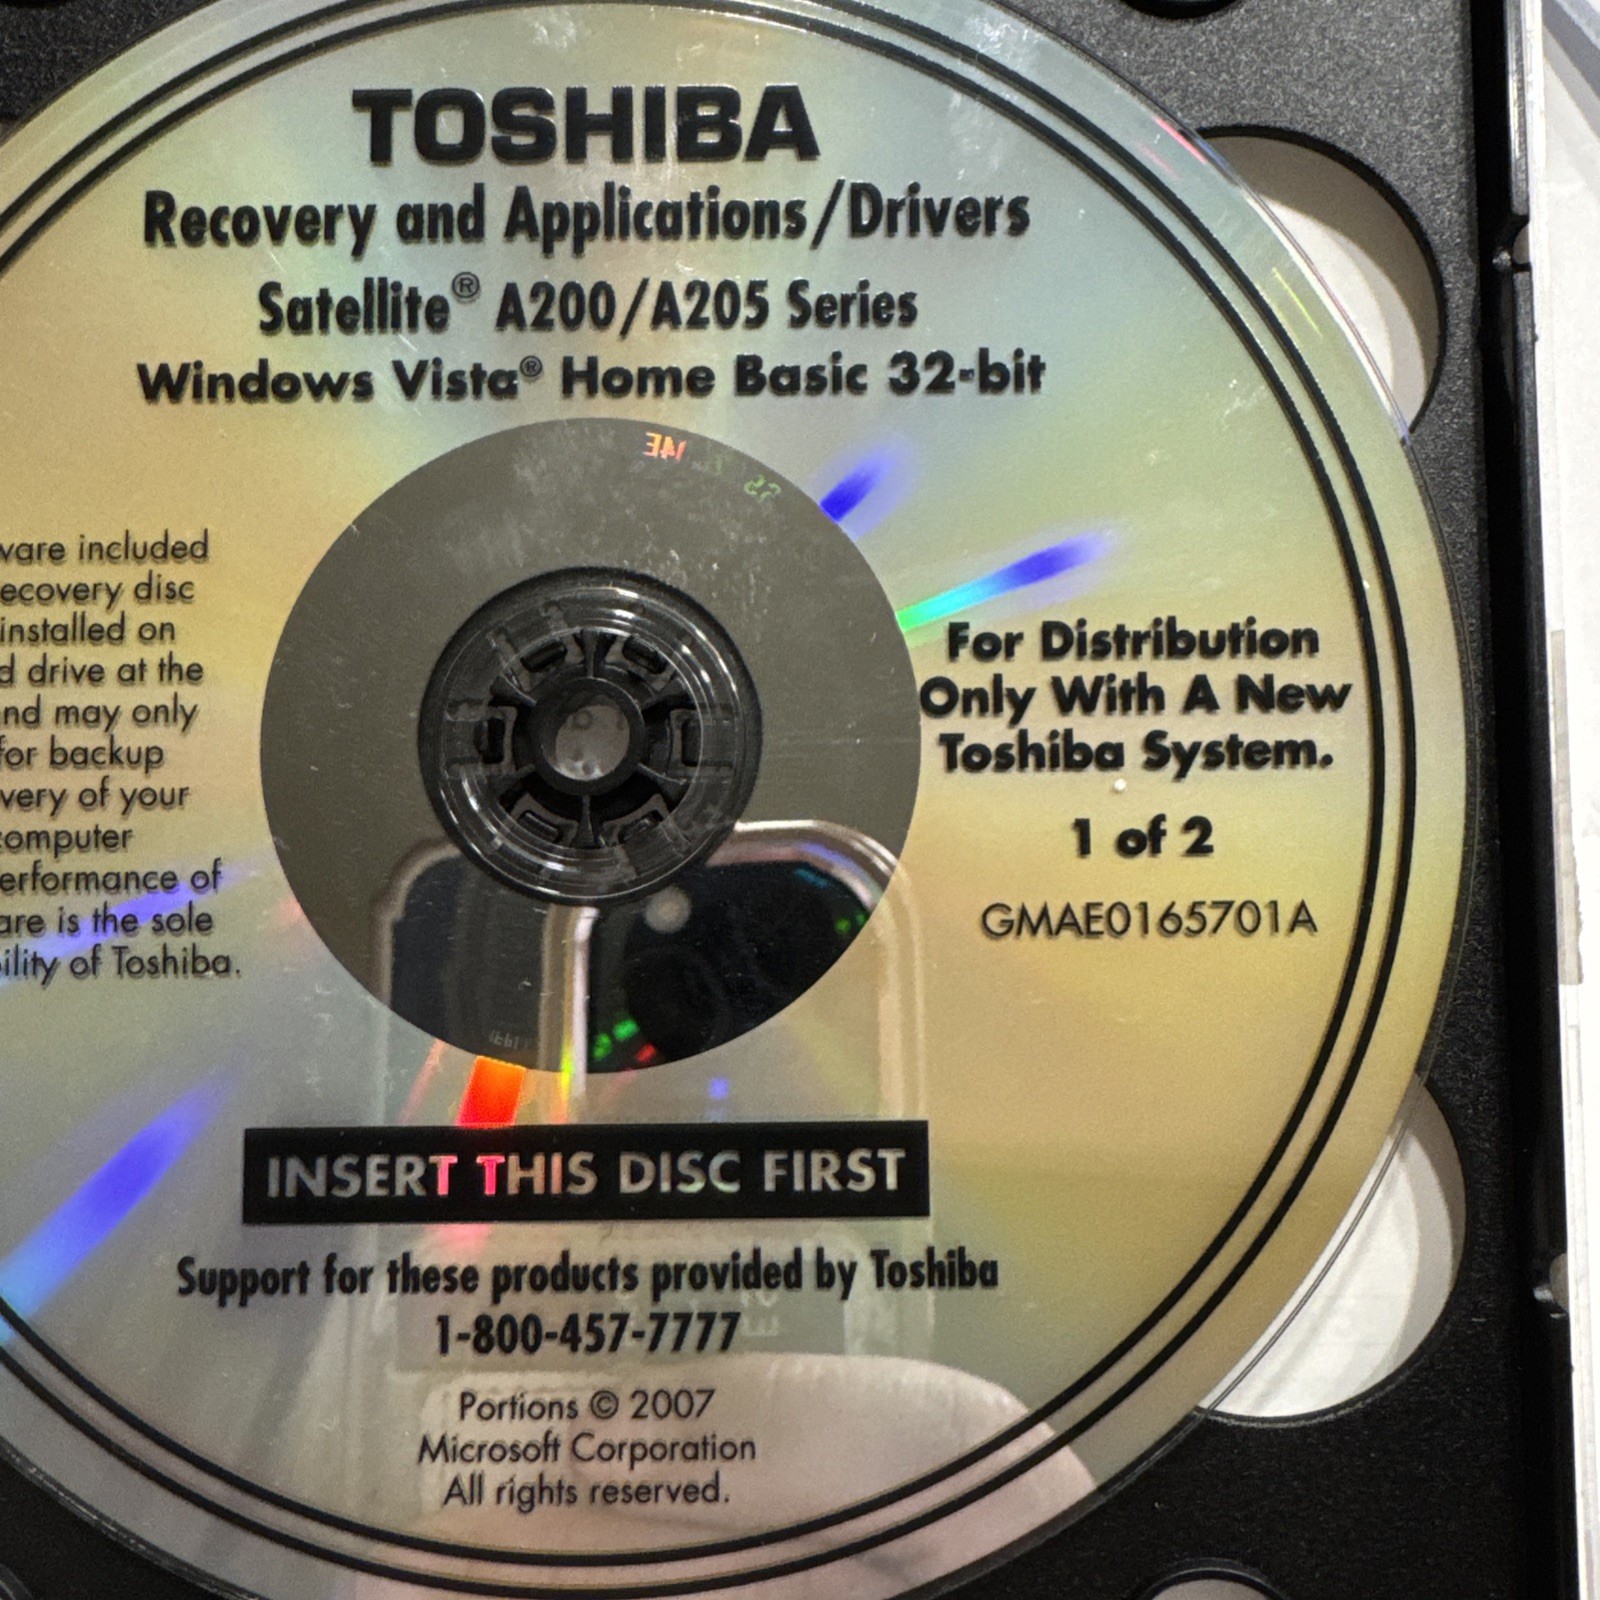 TOSHIBA
Recovery and Applications/Drivers
Satellite® A200/A205 Series
Windows Vista® Home Basic 32-bit
ware included
ecovery disc
installed on
d drive at the
nd may only
for backup
very of your
computer
erformance of
are is the sole
ility of Toshiba.
For Distribution
Only With A New
Toshiba System.
1 of 2
GMAE0165701A
INSERT THIS DISC FIRST
Support for these products provided by Toshiba
1-800-457-7777
Portions © 2007
Microsoft Corporation
All rights reserved.